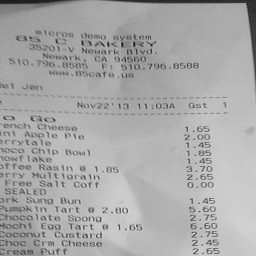 micros demo system
85 C BAKERY
35201-V Newark Blvd.
Newark, CA 94560
510.796.8585 F: 510.796.8588
www.85cafe.us
Jen
Nov22'13 11:03A Gst 1
o Go
rench Cheese 1.65
ini Apple Pie 2.00
errytale 1.45
hoco Chip Bowl 1.85
nowflake 1.45
offee Rasin @ 1.85 3.70
erry Multigrain 2.65
Free Salt Coff 0.00
SEALED
ork Sung Bun 1.45
Pumpkin Tart @ 2.80 5.60
Chocolate Spong 2.75
Mochi Egg Tart @ 1.65 6.60
Coconut Custard 2.75
Choc Crm Cheese 2.45
Cream Puff 2.65